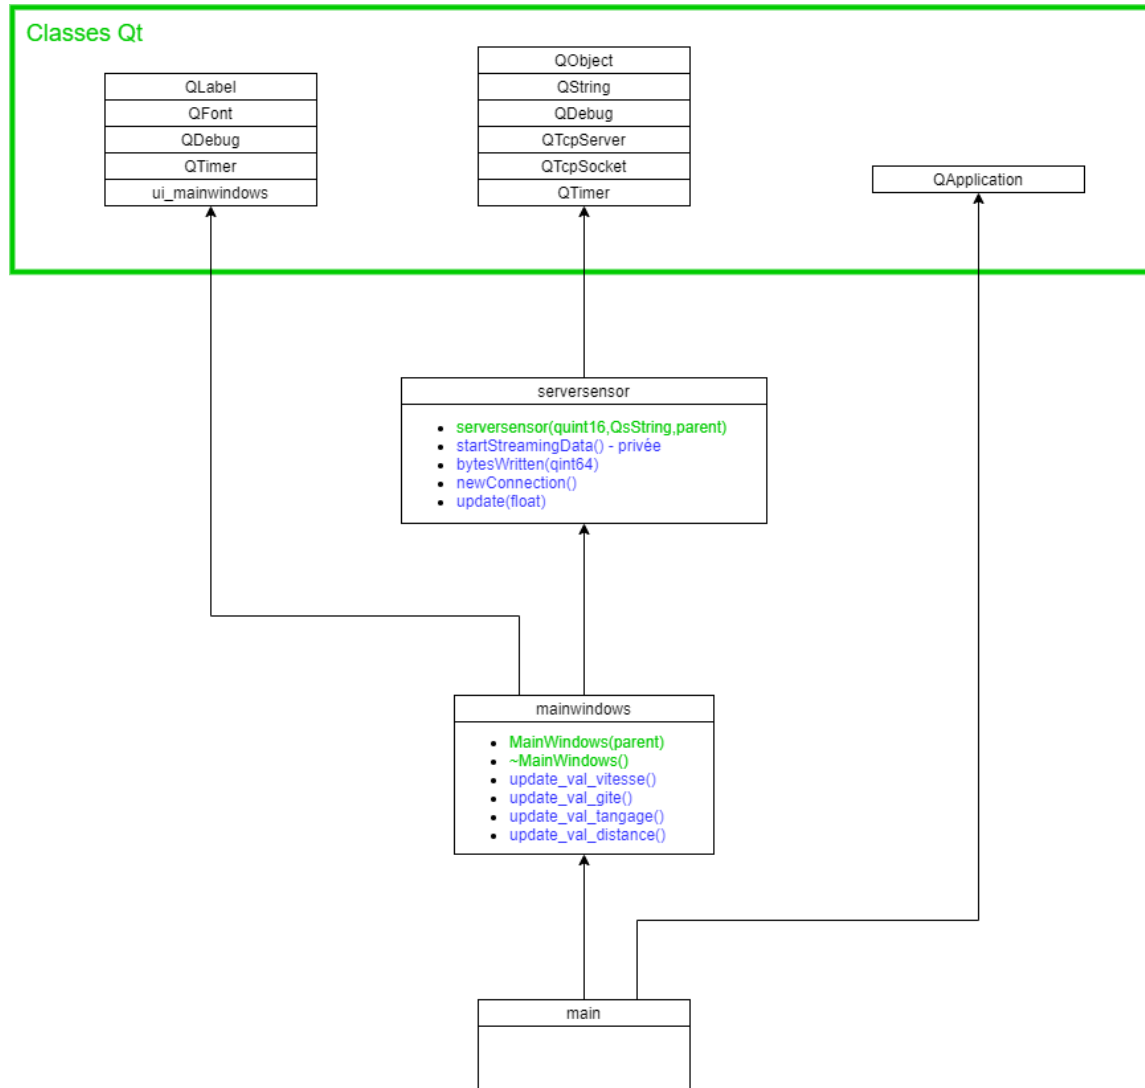 Classes Qt
QLabel
QFont
QDebug
QTimer
ui_mainwindows
QObject
QString
QDebug
QTcpServer
QTcpSocket
QTimer
QApplication
serversensor
serversensor(quint16,QsString,parent)
startStreamingData() - privée
bytesWritten(qint64)
newConnection()
update(float)
mainwindows
MainWindows(parent)
~MainWindows()
update_val_vitesse()
update_val_gite()
update_val_tangage()
update_val_distance()
main